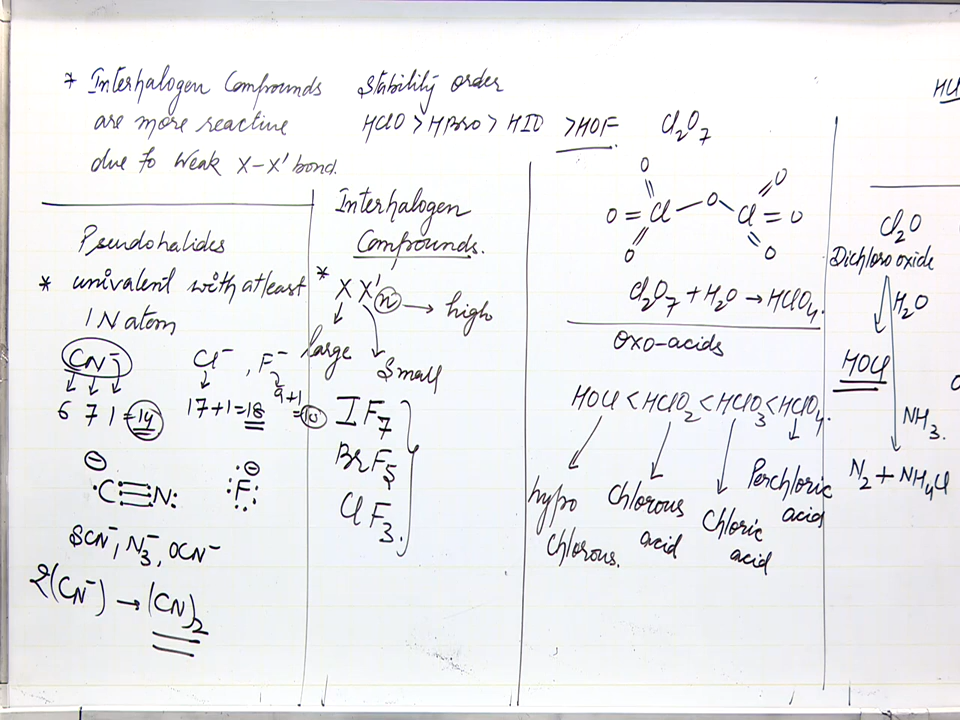 * Interhalogen Compounds
are more reactive
due to weak X-X' bond.
Stability order
HClO > HBrO > HIO > HOF
Pseudohalides
* univalent with atleast
1 N atom
CN⁻
6 7 1 = 14
Cl⁻, F⁻
17+1=18
9+1
=10
⊖
:C≡N:
⊖
:F:
SCN⁻, N₃⁻, OCN⁻
2(CN⁻) → (CN)₂
Interhalogen
Compounds.
* X X'n → high
large
Small
IF₇
BrF₅
ClF₃.
Cl₂O₇
O O
O=Cl-O-Cl=O
O O
Cl₂O₇ + H₂O → HClO₄.
Oxo-acids
HOCl < HClO₂ < HClO₃ < HClO₄.
hypo
Chlorous.
Chlorous
acid
Chloric
acid
Perchloric
acid
Cl₂O
Dichloro oxide
H₂O
HOCl
NH₃.
N₂ + NH₄Cl